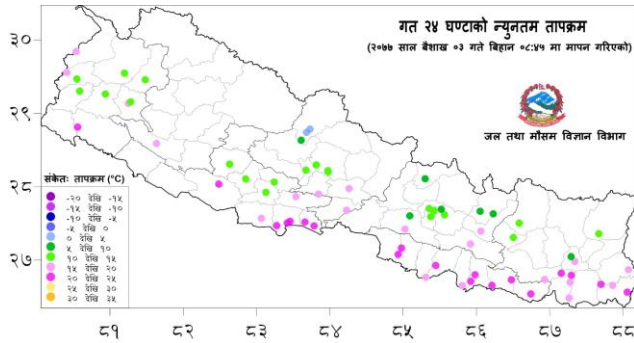 गत २४ घण्टाको न्युनतम तापक्रम
(२०७७ साल बैशाख ०३ गते बिहान ०८:४५ मा मापन गरिएको)
जल तथा मौसम विज्ञान विभाग
३०
२९
२८
२७
संकेतः तापक्रम (°C)
-२० देखि -१५
-१५ देखि -१०
-१० देखि -५
-५ देखि ०
० देखि ५
५ देखि १०
१० देखि १५
१५ देखि २०
२० देखि २५
२५ देखि ३०
३० देखि ३५
८१ ८२ ८३ ८४ ८५ ८६ ८७ ८८